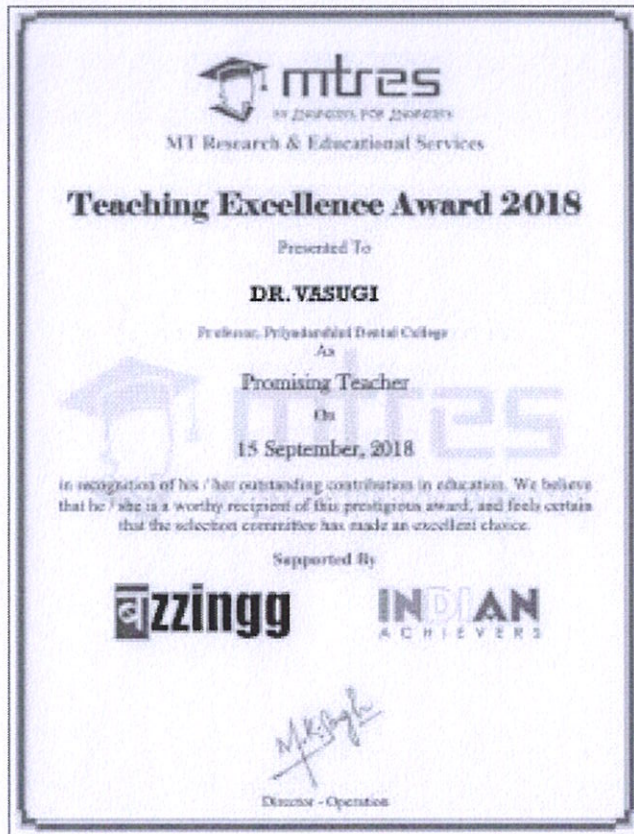 mtres
MT Research & Educational Services
Teaching Excellence Award 2018
Presented To
DR. VASUGI
Professor, Priyadarshini Dental College
As
Promising Teacher
On
15 September, 2018
in recognition of his / her outstanding contribution in education. We believe
that he / she is a worthy recipient of this prestigious award, and feels certain
that the selection committee has made an excellent choice.
Supported By
zzingg
INDIAN
ACHIEVERS
Director - Operation